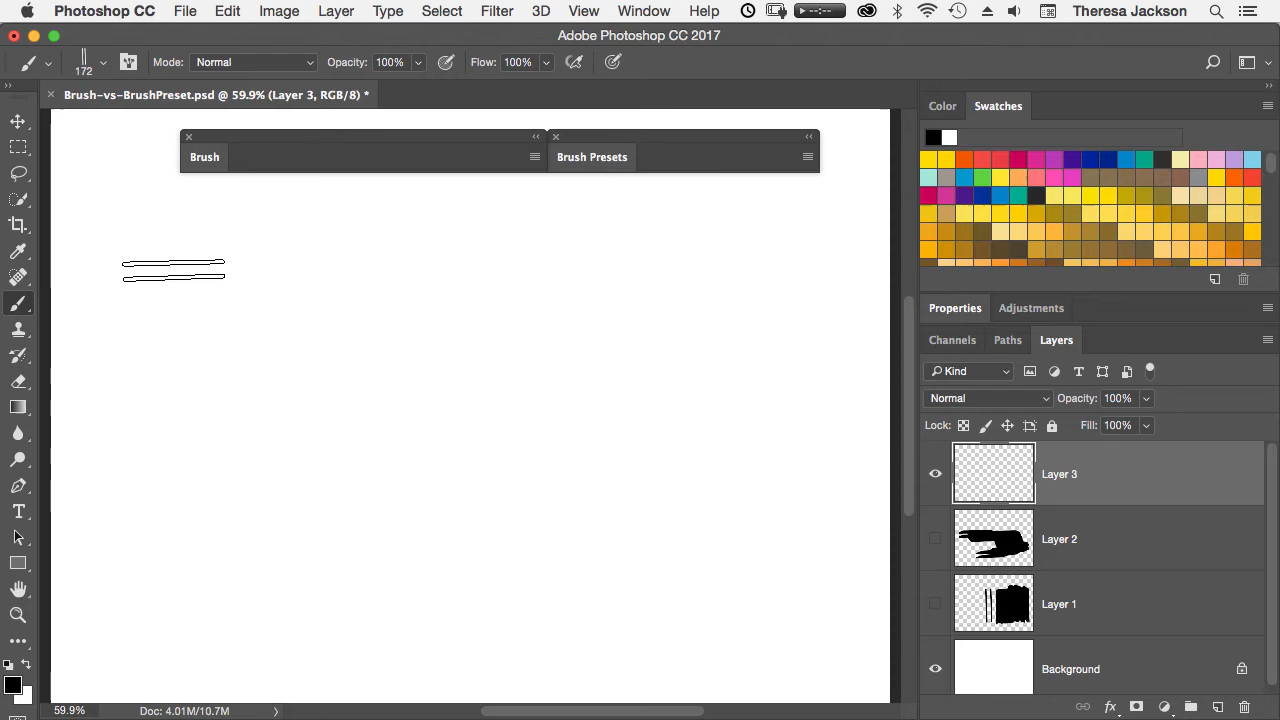 Photoshop CC File Edit Image Layer Type Select Filter 3D View Window Help --:-- Theresa Jackson
Adobe Photoshop CC 2017
172 Mode: Normal Opacity: 100% Flow: 100%
Brush-vs-BrushPreset.psd @ 59.9% (Layer 3, RGB/8) *
Color Swatches
Brush Brush Presets
Properties Adjustments
Channels Paths Layers
Kind
Normal Opacity: 100%
Lock: Fill: 100%
Layer 3
Layer 2
Layer 1
Background
59.9% Doc: 4.01M/10.7M
fx